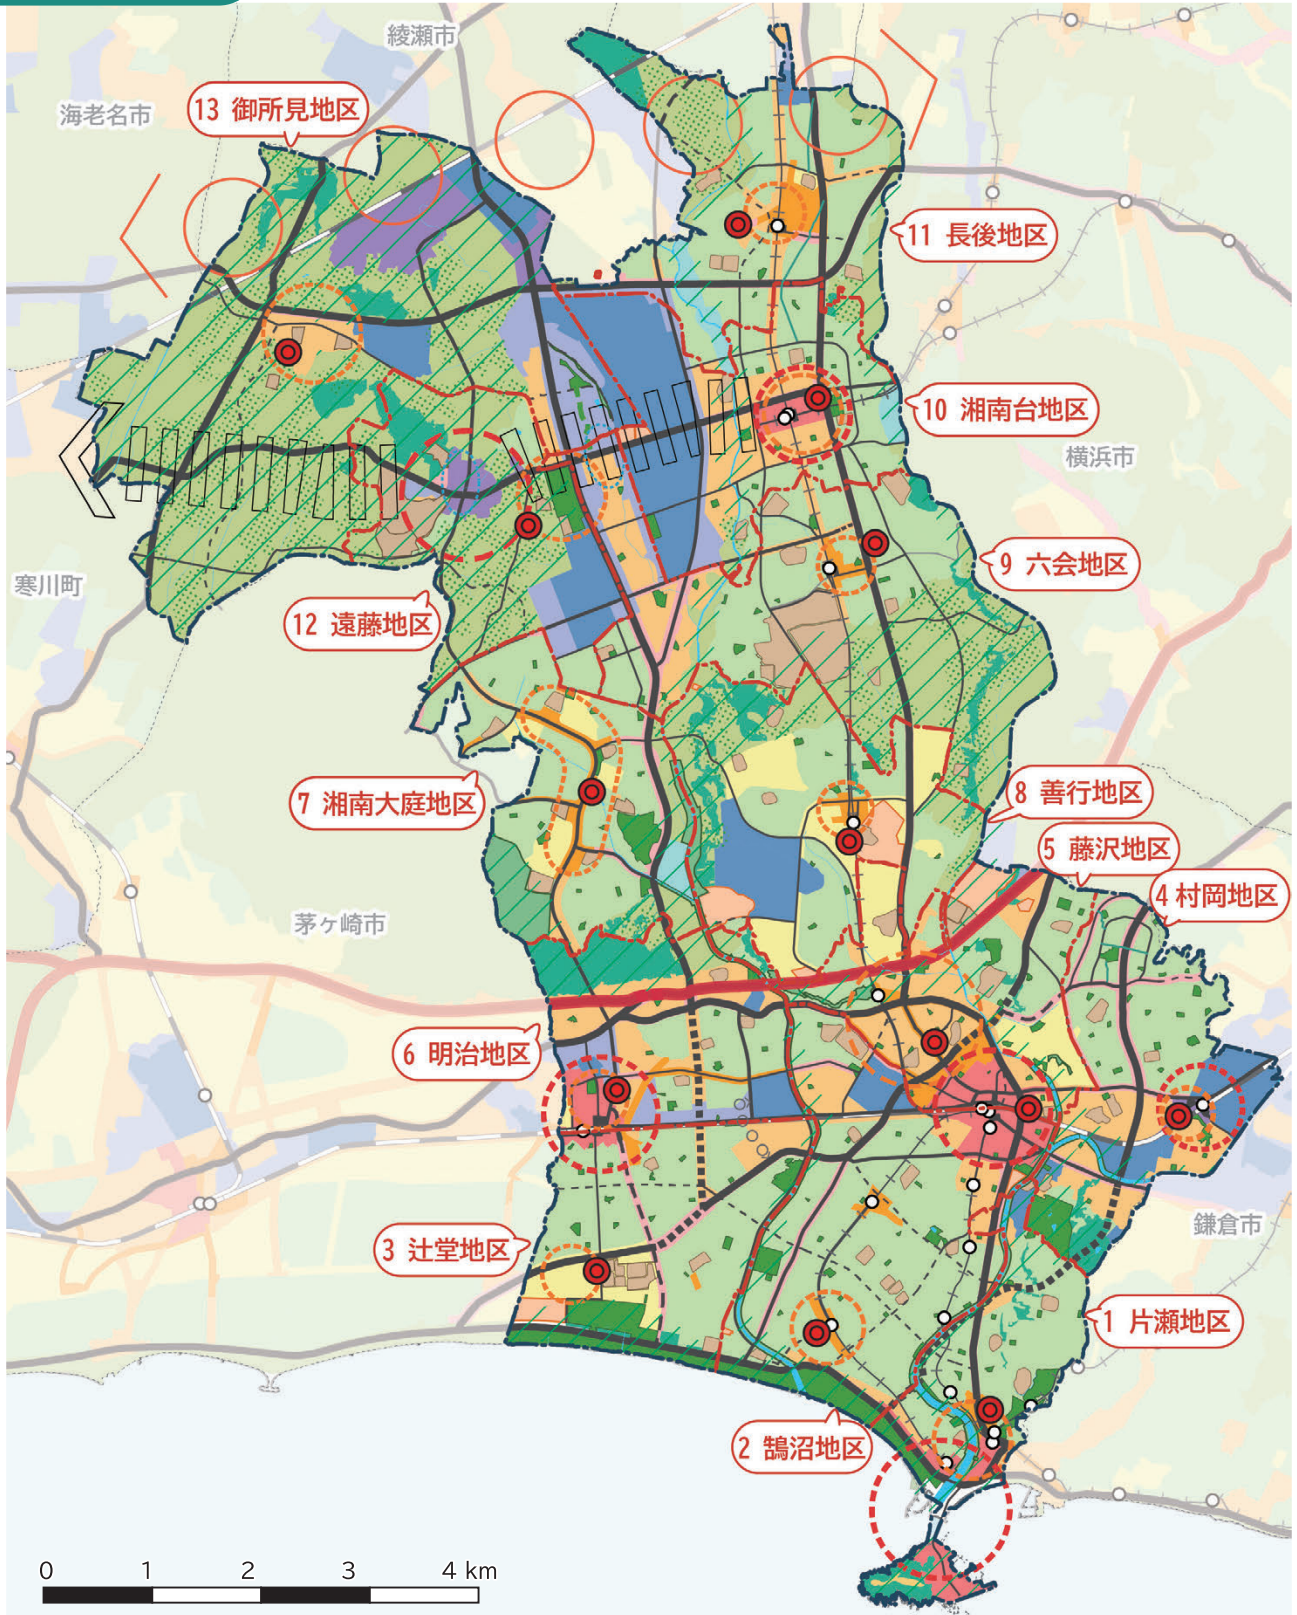 綾瀬市
海老名市
13 御所見地区
11 長後地区
10 湘南台地区
横浜市
9 六会地区
寒川町
12 遠藤地区
7 湘南大庭地区
8 善行地区
5 藤沢地区
4 村岡地区
茅ヶ崎市
6 明治地区
鎌倉市
3 辻堂地区
1 片瀬地区
2 鵠沼地区
0 1 2 3 4 km